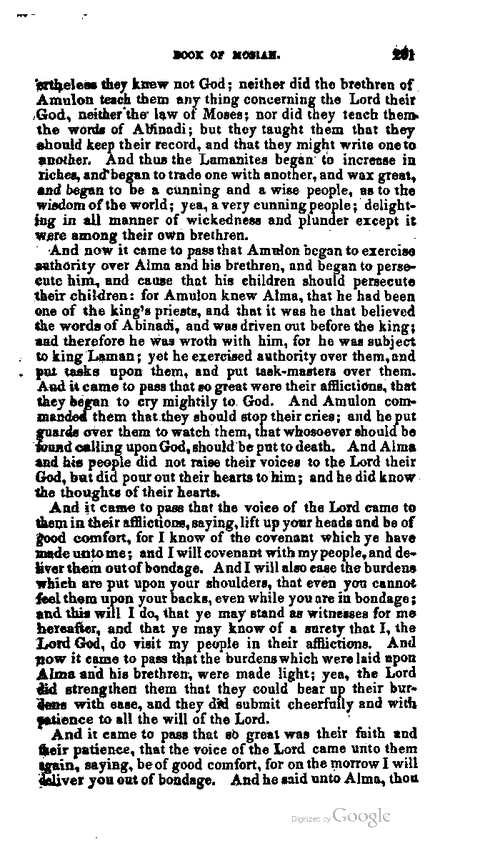 BOOK OF MOSIAH. 201
ertheless they knew not God; neither did the brethren of
Amulon teach them any thing concerning the Lord their
God, neither the law of Moses; nor did they teach them
the words of Abinadi; but they taught them that they
should keep their record, and that they might write one to
another. And thus the Lamanites began to increase in
riches, and began to trade one with another, and wax great,
and began to be a cunning and a wise people, as to the
wisdom of the world; yea, a very cunning people; delight-
ing in all manner of wickedness and plunder except it
were among their own brethren.
And now it came to pass that Amulon began to exercise
authority over Alma and his brethren, and began to perse-
cute him, and cause that his children should persecute
their children: for Amulon knew Alma, that he had been
one of the king's priests, and that it was he that believed
the words of Abinadi, and was driven out before the king;
and therefore he was wroth with him, for he was subject
to king Laman; yet he exercised authority over them, and
put tasks upon them, and put task-masters over them.
And it came to pass that so great were their afflictions, that
they began to cry mightily to God. And Amulon com-
manded them that they should stop their cries; and he put
guards over them to watch them, that whosoever should be
found calling upon God, should be put to death. And Alma
and his people did not raise their voices to the Lord their
God, but did pour out their hearts to him; and he did know
the thoughts of their hearts.
And it came to pass that the voice of the Lord came to
them in their afflictions, saying, lift up your heads and be of
good comfort, for I know of the covenant which ye have
made unto me; and I will covenant with my people, and de-
liver them out of bondage. And I will also ease the burdens
which are put upon your shoulders, that even you cannot
feel them upon your backs, even while you are in bondage;
and this will I do, that ye may stand as witnesses for me
hereafter, and that ye may know of a surety that I, the
Lord God, do visit my people in their afflictions. And
now it came to pass that the burdens which were laid upon
Alma and his brethren, were made light; yea, the Lord
did strengthen them that they could bear up their bur-
dens with ease, and they did submit cheerfully and with
patience to all the will of the Lord.
And it came to pass that so great was their faith and
their patience, that the voice of the Lord came unto them
again, saying, be of good comfort, for on the morrow I will
deliver you out of bondage. And he said unto Alma, thou
Digitized by Google